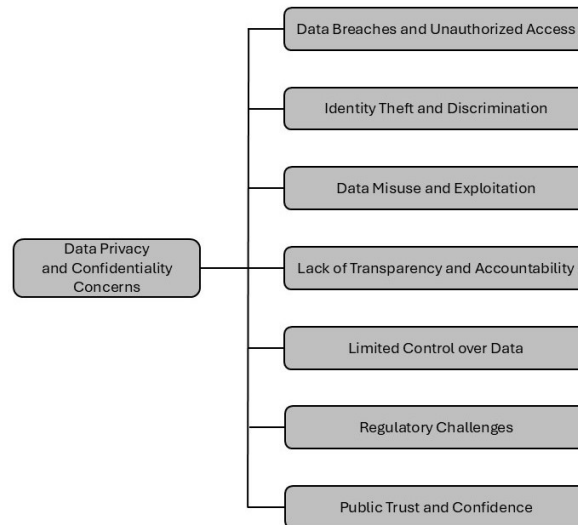 Data Breaches and Unauthorized Access
Identity Theft and Discrimination
Data Misuse and Exploitation
Data Privacy
and Confidentiality
Concerns
Lack of Transparency and Accountability
Limited Control over Data
Regulatory Challenges
Public Trust and Confidence